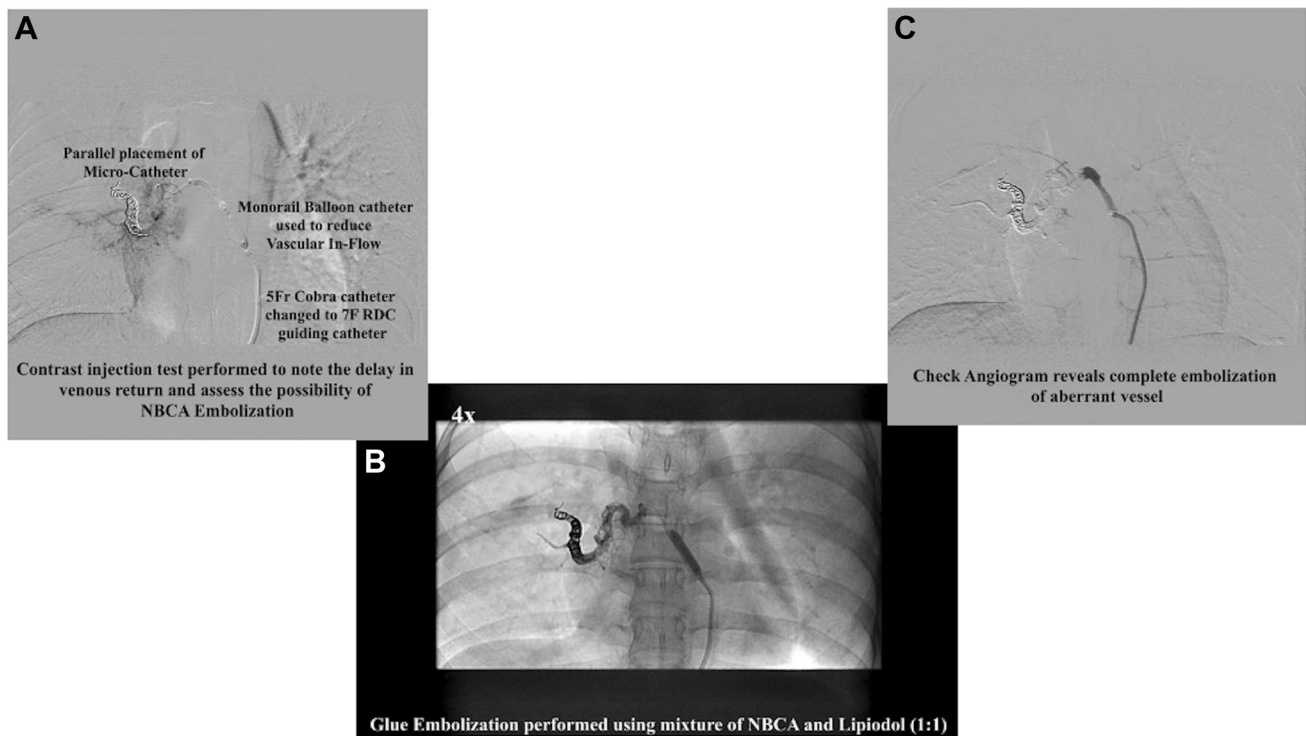 A
Parallel placement of
Micro-Catheter
Monorail Balloon catheter
used to reduce
Vascular In-Flow
5Fr Cobra catheter
changed to 7F RDC
guiding catheter
Contrast injection test performed to note the delay in
venous return and assess the possibility of
NBCA Embolization
C
Check Angiogram reveals complete embolization
of aberrant vessel
4x
B
Glue Embolization performed using mixture of NBCA and Lipiodol (1:1)